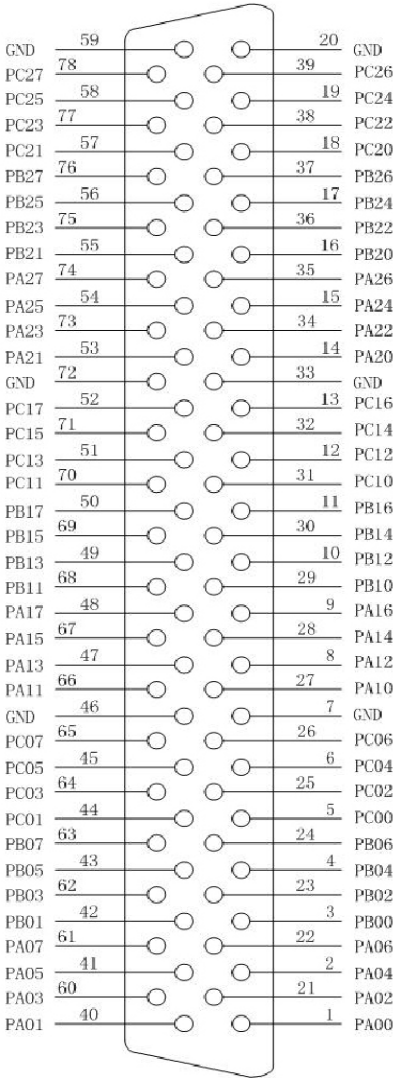 GND 59 20 GND
PC27 78 39 PC26
PC25 58 19 PC24
PC23 77 38 PC22
PC21 57 18 PC20
PB27 76 37 PB26
PB25 56 17 PB24
PB23 75 36 PB22
PB21 55 16 PB20
PA27 74 35 PA26
PA25 54 15 PA24
PA23 73 34 PA22
PA21 53 14 PA20
GND 72 33 GND
PC17 52 13 PC16
PC15 71 32 PC14
PC13 51 12 PC12
PC11 70 31 PC10
PB17 50 11 PB16
PB15 69 30 PB14
PB13 49 10 PB12
PB11 68 29 PB10
PA17 48 9 PA16
PA15 67 28 PA14
PA13 47 8 PA12
PA11 66 27 PA10
GND 46 7 GND
PC07 65 26 PC06
PC05 45 6 PC04
PC03 64 25 PC02
PC01 44 5 PC00
PB07 63 24 PB06
PB05 43 4 PB04
PB03 62 23 PB02
PB01 42 3 PB00
PA07 61 22 PA06
PA05 41 2 PA04
PA03 60 21 PA02
PA01 40 1 PA00